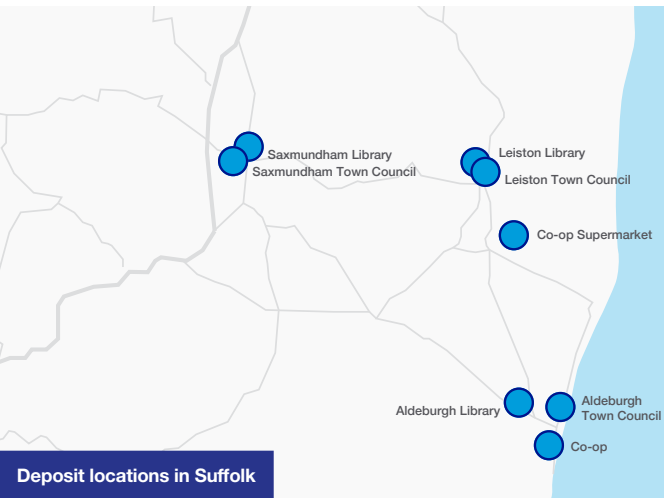 Saxmundham Library
Saxmundham Town Council
Leiston Library
Leiston Town Council
Co-op Supermarket
Aldeburgh Library
Aldeburgh
Town Council
Co-op
Deposit locations in Suffolk